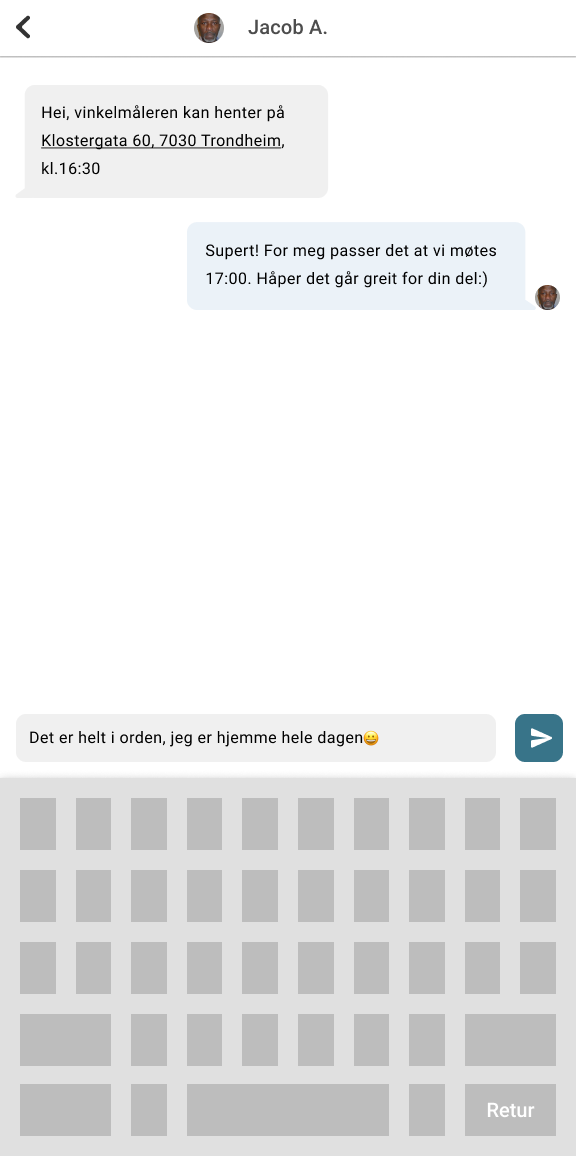 Jacob A.
Hei, vinkelmåleren kan henter på
Klostergata 60, 7030 Trondheim,
kl.16:30
Supert! For meg passer det at vi møtes
17:00. Håper det går greit for din del:)
Det er helt i orden, jeg er hjemme hele dagen😀
Retur